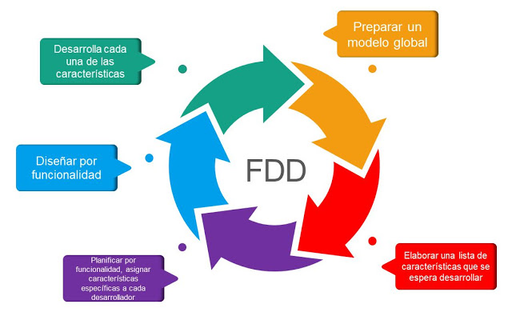 Preparar un
modelo global
Elaborar una lista de
características que se
espera desarrollar
Planificar por
funcionalidad, asignar
características
específicas a cada
desarrollador
Diseñar por
funcionalidad
Desarrolla cada
una de las
características
FDD